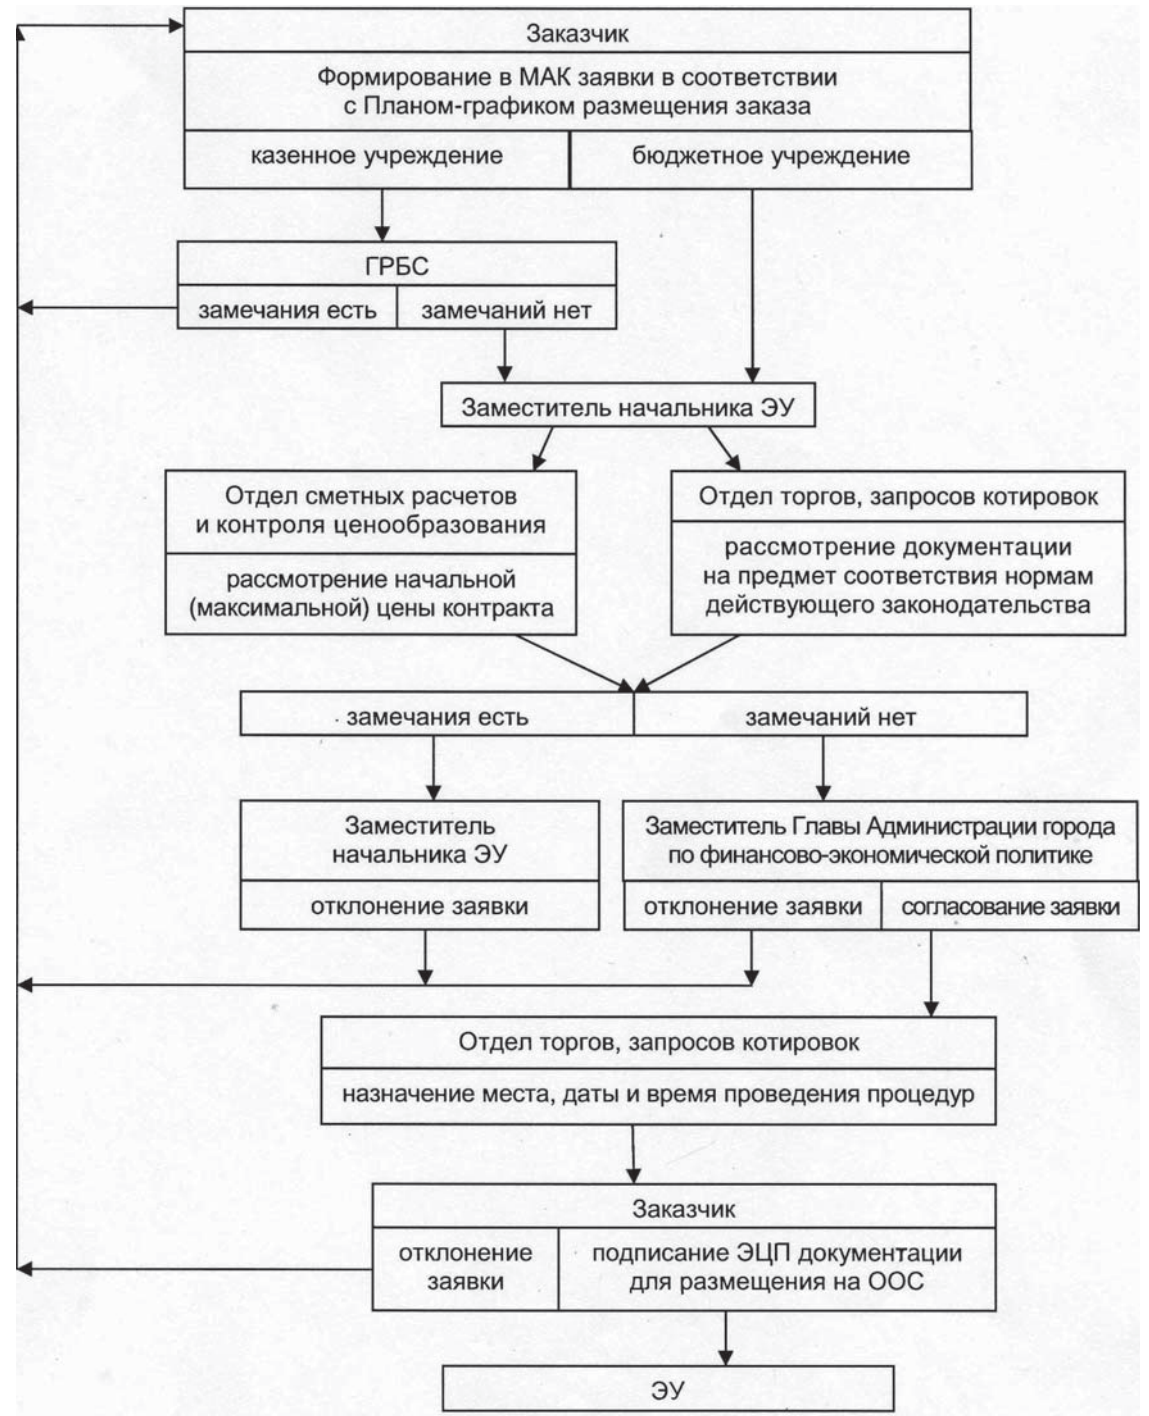 Заказчик
Формирование в МАК заявки в соответствии
с Планом-графиком размещения заказа
казенное учреждение
бюджетное учреждение
ГРБС
замечания есть
замечаний нет
Заместитель начальника ЭУ
Отдел сметных расчетов
и контроля ценообразования
рассмотрение начальной
(максимальной) цены контракта
Отдел торгов, запросов котировок
рассмотрение документации
на предмет соответствия нормам
действующего законодательства
замечания есть
замечаний нет
Заместитель
начальника ЭУ
отклонение заявки
Заместитель Главы Администрации города
по финансово-экономической политике
отклонение заявки
согласование заявки
Отдел торгов, запросов котировок
назначение места, даты и время проведения процедур
Заказчик
отклонение
заявки
подписание ЭЦП документации
для размещения на ООС
ЭУ